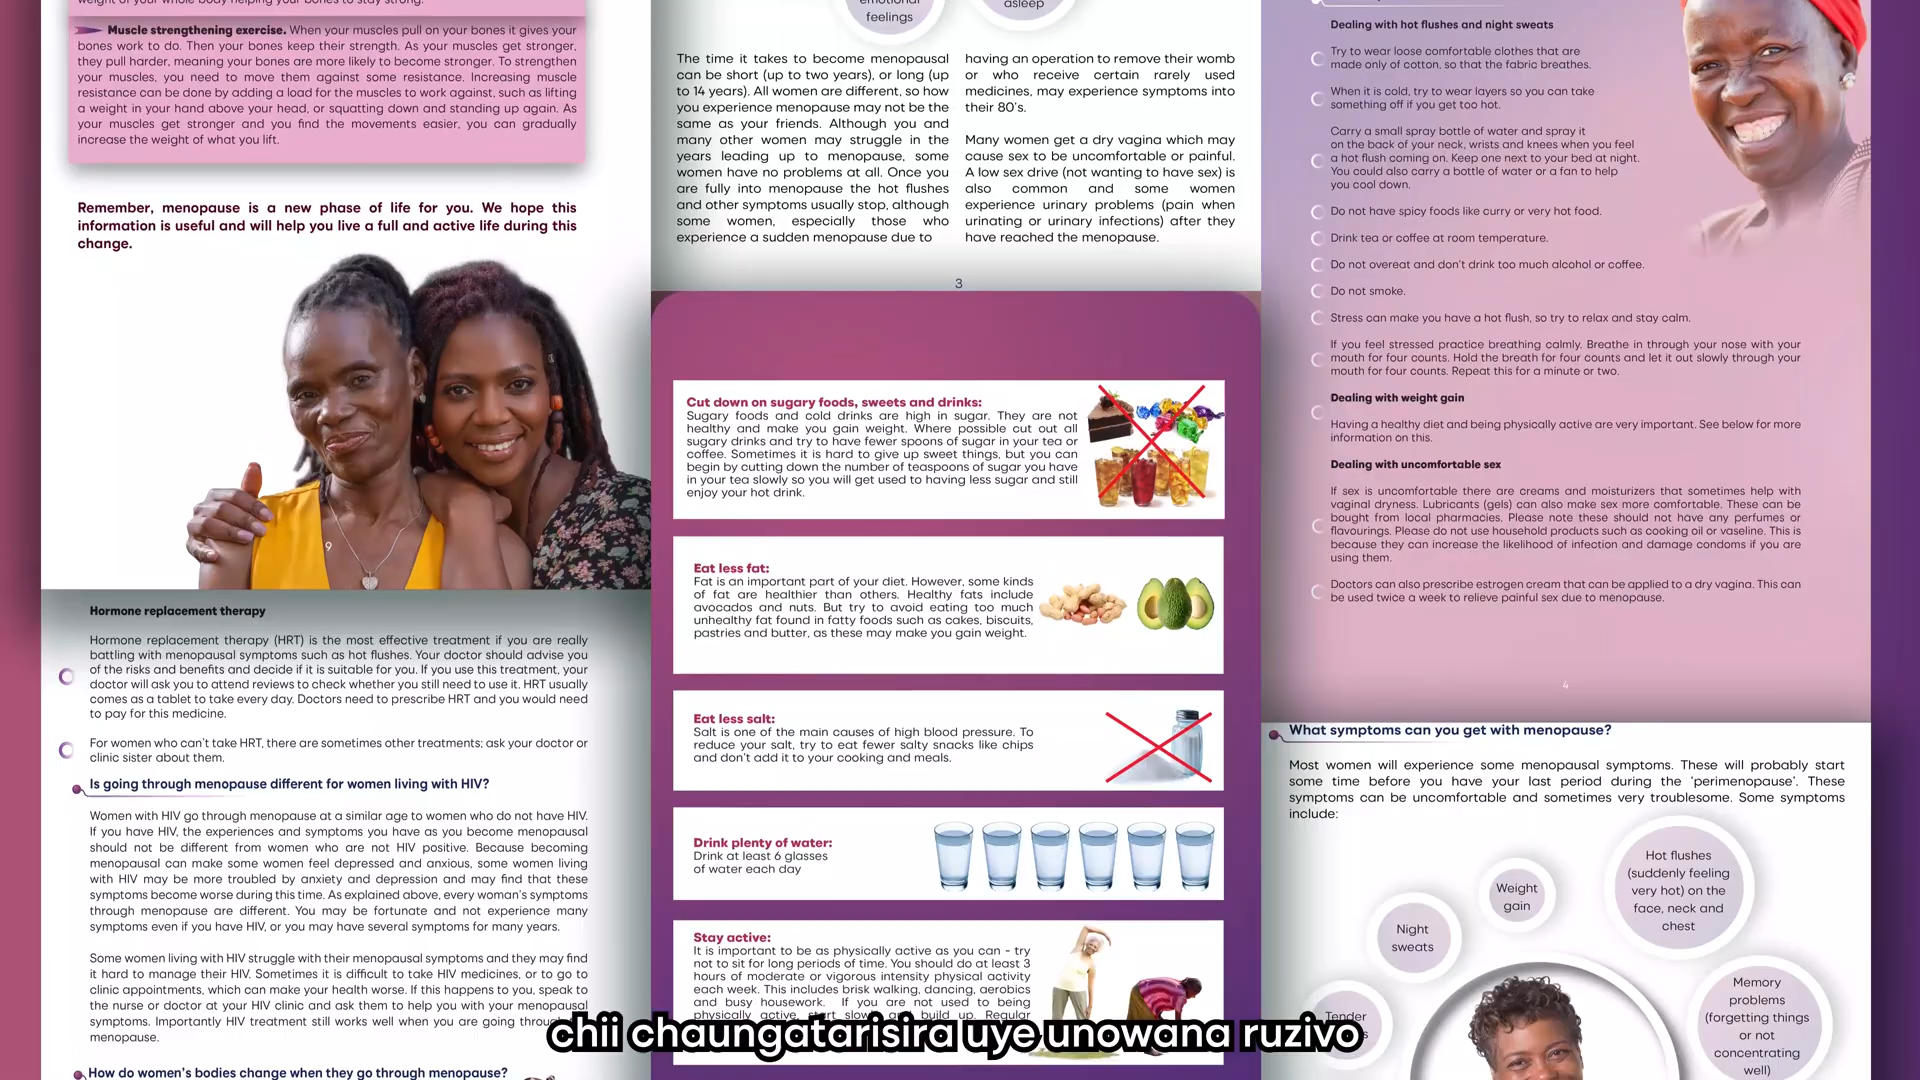 weight of your whole body helping your bones to stay strong.
Muscle strengthening exercise. When your muscles pull on your bones it gives your
bones work to do. Then your bones keep their strength. As your muscles get stronger,
they pull harder, meaning your bones are more likely to become stronger. To strengthen
your muscles, you need to move them against some resistance. Increasing muscle
resistance can be done by adding a load for the muscles to work against, such as lifting
a weight in your hand above your head, or squatting down and standing up again. As
your muscles get stronger and you find the movements easier, you can gradually
increase the weight of what you lift.
Remember, menopause is a new phase of life for you. We hope this
information is useful and will help you live a full and active life during this
change.
9
Hormone replacement therapy
Hormone replacement therapy (HRT) is the most effective treatment if you are really
battling with menopausal symptoms such as hot flushes. Your doctor should advise you
of the risks and benefits and decide if it is suitable for you. If you use this treatment, your
doctor will ask you to attend reviews to check whether you still need to use it. HRT usually
comes as a tablet to take every day. Doctors need to prescribe HRT and you would need
to pay for this medicine.
For women who can't take HRT, there are sometimes other treatments; ask your doctor or
clinic sister about them.
Is going through menopause different for women living with HIV?
Women with HIV go through menopause at a similar age to women who do not have HIV.
If you have HIV, the experiences and symptoms you have as you become menopausal
should not be different from women who are not HIV positive. Because becoming
menopausal can make some women feel depressed and anxious, some women living
with HIV may be more troubled by anxiety and depression and may find that these
symptoms become worse during this time. As explained above, every woman's symptoms
through menopause are different. You may be fortunate and not experience many
symptoms even if you have HIV, or you may have several symptoms for many years.
Some women living with HIV struggle with their menopausal symptoms and they may find
it hard to manage their HIV. Sometimes it is difficult to take HIV medicines, or to go to
clinic appointments, which can make your health worse. If this happens to you, speak to
the nurse or doctor at your HIV clinic and ask them to help you with your menopausal
symptoms. Importantly HIV treatment still works well when you are going through
menopause.
How do women's bodies change when they go through menopause?
emotional
feelings
asleep
The time it takes to become menopausal
can be short (up to two years), or long (up
to 14 years). All women are different, so how
you experience menopause may not be the
same as your friends. Although you and
many other women may struggle in the
years leading up to menopause, some
women have no problems at all. Once you
are fully into menopause the hot flushes
and other symptoms usually stop, although
some women, especially those who
experience a sudden menopause due to
having an operation to remove their womb
or who receive certain rarely used
medicines, may experience symptoms into
their 80's.
Many women get a dry vagina which may
cause sex to be uncomfortable or painful.
A low sex drive (not wanting to have sex) is
also common and some women
experience urinary problems (pain when
urinating or urinary infections) after they
have reached the menopause.
3
Cut down on sugary foods, sweets and drinks:
Sugary foods and cold drinks are high in sugar. They are not
healthy and make you gain weight. Where possible cut out all
sugary drinks and try to have fewer spoons of sugar in your tea or
coffee. Sometimes it is hard to give up sweet things, but you can
begin by cutting down the number of teaspoons of sugar you have
in your tea slowly so you will get used to having less sugar and still
enjoy your hot drink.
Eat less fat:
Fat is an important part of your diet. However, some kinds
of fat are healthier than others. Healthy fats include
avocados and nuts. But try to avoid eating too much
unhealthy fat found in fatty foods such as cakes, biscuits,
pastries and butter, as these may make you gain weight.
Eat less salt:
Salt is one of the main causes of high blood pressure. To
reduce your salt, try to eat fewer salty snacks like chips
and don't add it to your cooking and meals.
Drink plenty of water:
Drink at least 6 glasses
of water each day
Stay active:
It is important to be as physically active as you can - try
not to sit for long periods of time. You should do at least 3
hours of moderate or vigorous intensity physical activity
each week. This includes brisk walking, dancing, aerobics
and busy housework. If you are not used to being
physically active, start slowly and build up. Regular
Dealing with hot flushes and night sweats
Try to wear loose comfortable clothes that are
made only of cotton, so that the fabric breathes.
When it is cold, try to wear layers so you can take
something off if you get too hot.
Carry a small spray bottle of water and spray it
on the back of your neck, wrists and knees when you feel
a hot flush coming on. Keep one next to your bed at night.
You could also carry a bottle of water or a fan to help
you cool down.
Do not have spicy foods like curry or very hot food.
Drink tea or coffee at room temperature.
Do not overeat and don't drink too much alcohol or coffee.
Do not smoke.
Stress can make you have a hot flush, so try to relax and stay calm.
If you feel stressed practice breathing calmly. Breathe in through your nose with your
mouth for four counts. Hold the breath for four counts and let it out slowly through your
mouth for four counts. Repeat this for a minute or two.
Dealing with weight gain
Having a healthy diet and being physically active are very important. See below for more
information on this.
Dealing with uncomfortable sex
If sex is uncomfortable there are creams and moisturizers that sometimes help with
vaginal dryness. Lubricants (gels) can also make sex more comfortable. These can be
bought from local pharmacies. Please note these should not have any perfumes or
flavourings. Please do not use household products such as cooking oil or vaseline. This is
because they can increase the likelihood of infection and damage condoms if you are
using them.
Doctors can also prescribe estrogen cream that can be applied to a dry vagina. This can
be used twice a week to relieve painful sex due to menopause.
4
What symptoms can you get with menopause?
Most women will experience some menopausal symptoms. These will probably start
some time before you have your last period during the 'perimenopause'. These
symptoms can be uncomfortable and sometimes very troublesome. Some symptoms
include:
Hot flushes
(suddenly feeling
very hot) on the
face, neck and
chest
Weight
gain
Night
sweats
Memory
problems
(forgetting things
or not
concentrating
well)
Tender
chii chaungatarisira uye unowana ruzivo